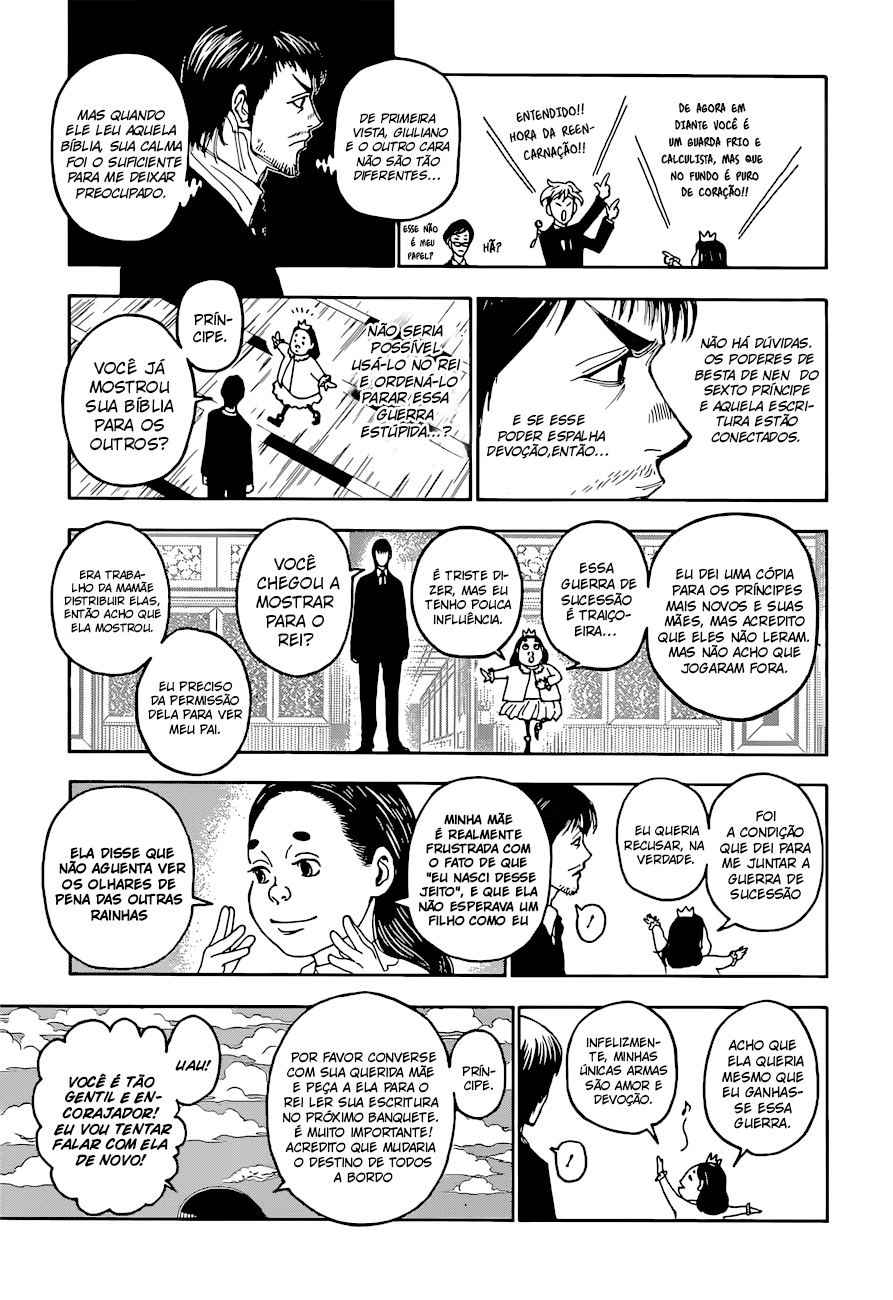 DE AGORA EM
DIANTE VOCÊ É
UM GUARDA FRIO E
CALCULISTA, MAS QUE
NO FUNDO É PURO
DE CORAÇÃO!!
ENTENDIDO!!
HORA DA REEN-
CARNAÇÃO!!
HÃ?
ESSE NÃO
É MEU
PAPEL?
DE PRIMEIRA
VISTA, GIULIANO
E O OUTRO CARA
NÃO SÃO TÃO
DIFERENTES...
MAS QUANDO
ELE LEU AQUELA
BÍBLIA, SUA CALMA
FOI O SUFICIENTE
PARA ME DEIXAR
PREOCUPADO.
NÃO HÁ DÚVIDAS.
OS PODERES DE
BESTA DE NEN DO
SEXTO PRÍNCIPE
E AQUELA ESCRI-
TURA ESTÃO
CONECTADOS.
E SE ESSE
PODER ESPALHA
DEVOÇÃO,ENTÃO...
NÃO SERIA
POSSÍVEL
USÁ-LO NO REI
E ORDENÁ-LO
PARAR ESSA
GUERRA
ESTÚPIDA...?
PRÍN-
CIPE.
VOCÊ JÁ
MOSTROU
SUA BÍBLIA
PARA OS
OUTROS?
EU DEI UMA CÓPIA
PARA OS PRÍNCIPES
MAIS NOVOS E SUAS
MÃES, MAS ACREDITO
QUE ELES NÃO LERAM.
MAS NÃO ACHO QUE
JOGARAM FORA.
ESSA
GUERRA DE
SUCESSÃO
É TRAIÇO-
EIRA...
É TRISTE DI-
ZER, MAS EU
TENHO POUCA
INFLUÊNCIA.
VOCÊ
CHEGOU A
MOSTRAR
PARA O
REI?
ERA TRABA-
LHO DA MAMÃE
DISTRIBUIR ELAS,
ENTÃO ACHO QUE
ELA MOSTROU.
EU PRECISO
DA PERMISSÃO
DELA PARA VER
MEU PAI.
FOI
A CONDIÇÃO
QUE DEI PARA
ME JUNTAR A
GUERRA DE
SUCESSÃO
EU QUERIA
RECUSAR, NA
VERDADE.
!
MINHA MÃE
É REALMENTE
FRUSTRADA COM
O FATO DE QUE
"EU NASCI DESSE
JEITO", E QUE ELA
NÃO ESPERAVA UM
FILHO COMO EU
ELA DISSE QUE
NÃO AGUENTA VER
OS OLHARES DE
PENA DAS OUTRAS
RAINHAS
ACHO QUE
ELA QUERIA
MESMO QUE
EU GANHAS-
SE ESSA
GUERRA.
INFELIZMEN-
TE, MINHAS
ÚNICAS ARMAS
SÃO AMOR E
DEVOÇÃO.
!
PRÍN-
CIPE.
POR FAVOR CONVERSE
COM SUA QUERIDA MÃE
E PEÇA A ELA PARA O
REI LER SUA ESCRITURA
NO PRÓXIMO BANQUETE.
É MUITO IMPORTANTE!
ACREDITO QUE MUDARIA
O DESTINO DE TODOS
A BORDO
UAU!
VOCÊ É TÃO
GENTIL E EN-
CORAJADOR!
EU VOU TENTAR
FALAR COM ELA
DE NOVO!